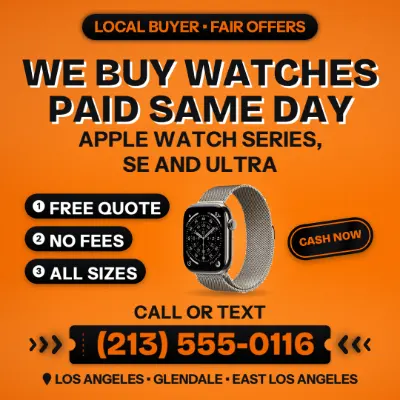 LOCAL BUYER • FAIR OFFERS
WE BUY WATCHES
PAID SAME DAY
APPLE WATCH SERIES,
SE AND ULTRA
1 FREE QUOTE
2 NO FEES
3 ALL SIZES
CASH NOW
CALL OR TEXT
(213) 555-0116
LOS ANGELES • GLENDALE • EAST LOS ANGELES